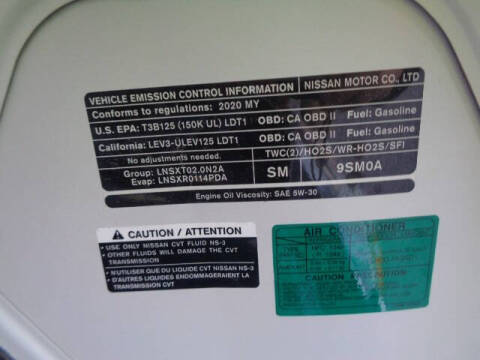 VEHICLE EMISSION CONTROL INFORMATION NISSAN MOTOR CO., LTD
Conforms to regulations: 2020 MY
U.S. EPA: T3B125 (150K UL) LDT1 OBD: CA OBD II Fuel: Gasoline
California: LEV3-ULEV125 LDT1 OBD: CA OBD II Fuel: Gasoline
No adjustments needed. TWC(2)/HO2S/WR-HO2S/SFI
Group: LNSXT02.0N2A
Evap: LNSXR0114PDA
SM 9SM0A
Engine Oil Viscosity: SAE 5W-30
CAUTION / ATTENTION
• USE ONLY NISSAN CVT FLUID NS-3
• OTHER FLUIDS WILL DAMAGE THE CVT
TRANSMISSION
• N'UTILISER QUE DU LIQUIDE CVT NISSAN NS-3
• D'AUTRES LIQUIDES ENDOMMAGERAIENT LA
TRANSMISSION CVT
AIR CONDITIONER
CAUTION